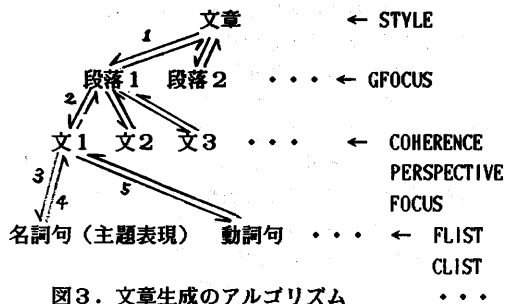 文章 ← STYLE
1
段落1 段落2 ・・・ ← GFOCUS
2
文1 文2 文3 ・・・ ← COHERENCE
PERSPECTIVE
3 4 5 FOCUS
名詞句（主題表現） 動詞句 ・・・ ← FLIST
CLIST
図3．文章生成のアルゴリズム ・・・